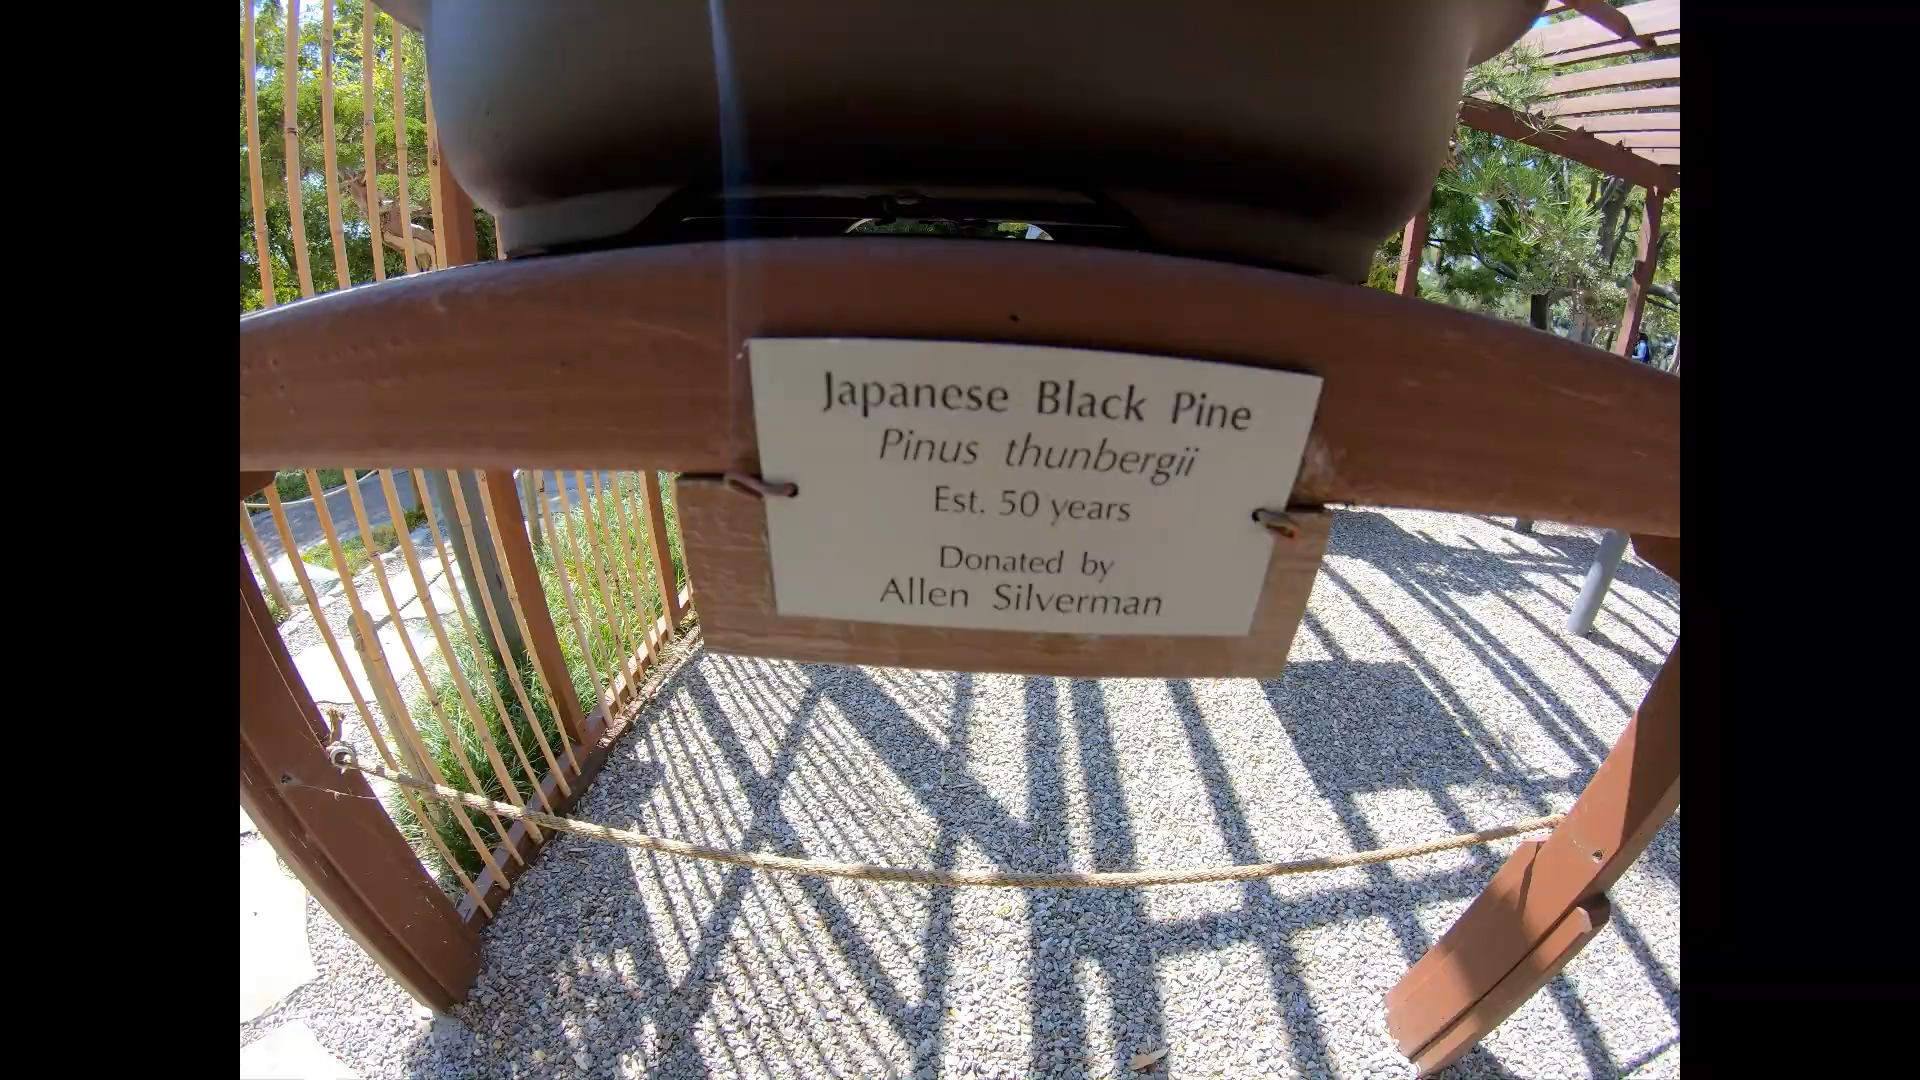 Japanese Black Pine
Pinus thunbergii
Est. 50 years
Donated by
Allen Silverman